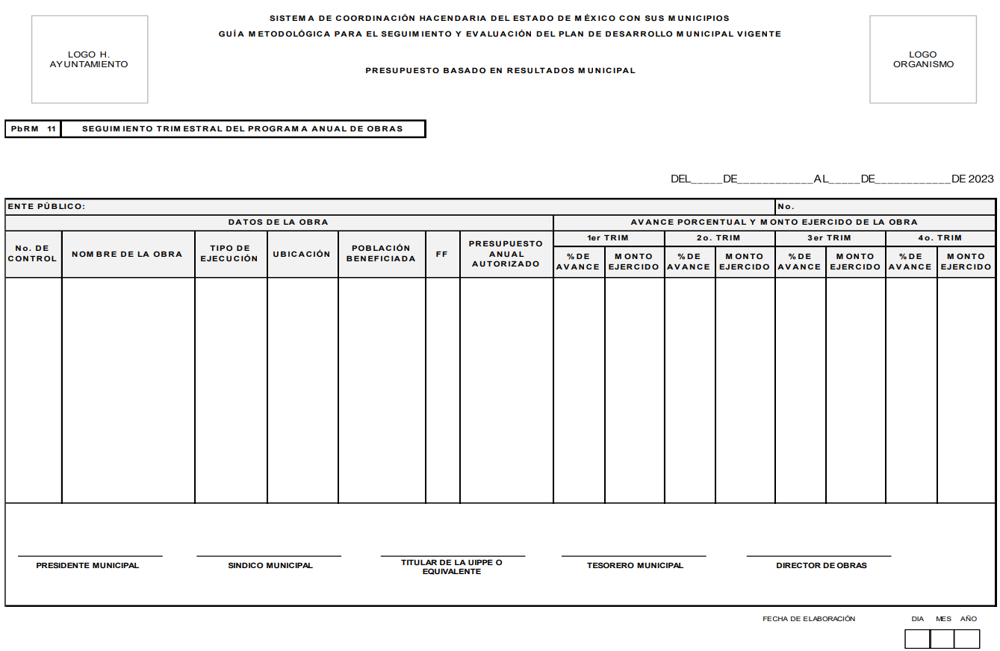 SISTEMA DE COORDINACIÓN HACENDARIA DEL ESTADO DE MÉXICO CON SUS MUNICIPIOS
GUÍA METODOLÓGICA PARA EL SEGUIMIENTO Y EVALUACIÓN DEL PLAN DE DESARROLLO MUNICIPAL VIGENTE
LOGO H.
AYUNTAMIENTO
PRESUPUESTO BASADO EN RESULTADOS MUNICIPAL
LOGO
ORGANISMO
PbRM 11 SEGUIMIENTO TRIMESTRAL DEL PROGRAMA ANUAL DE OBRAS
DEL_____DE____________AL_____DE____________DE 2023
ENTE PÚBLICO: No.
DATOS DE LA OBRA AVANCE PORCENTUAL Y MONTO EJERCIDO DE LA OBRA
No. DE
CONTROL
NOMBRE DE LA OBRA
TIPO DE
EJECUCIÓN
UBICACIÓN
POBLACIÓN
BENEFICIADA
FF
PRESUPUESTO
ANUAL
AUTORIZADO
1er TRIM 2o. TRIM 3er TRIM 4o. TRIM
% DE
AVANCE
MONTO
EJERCIDO
% DE
AVANCE
MONTO
EJERCIDO
% DE
AVANCE
MONTO
EJERCIDO
% DE
AVANCE
MONTO
EJERCIDO
PRESIDENTE MUNICIPAL
SINDICO MUNICIPAL
TITULAR DE LA UIPPE O
EQUIVALENTE
TESORERO MUNICIPAL
DIRECTOR DE OBRAS
FECHA DE ELABORACIÓN DIA MES AÑO